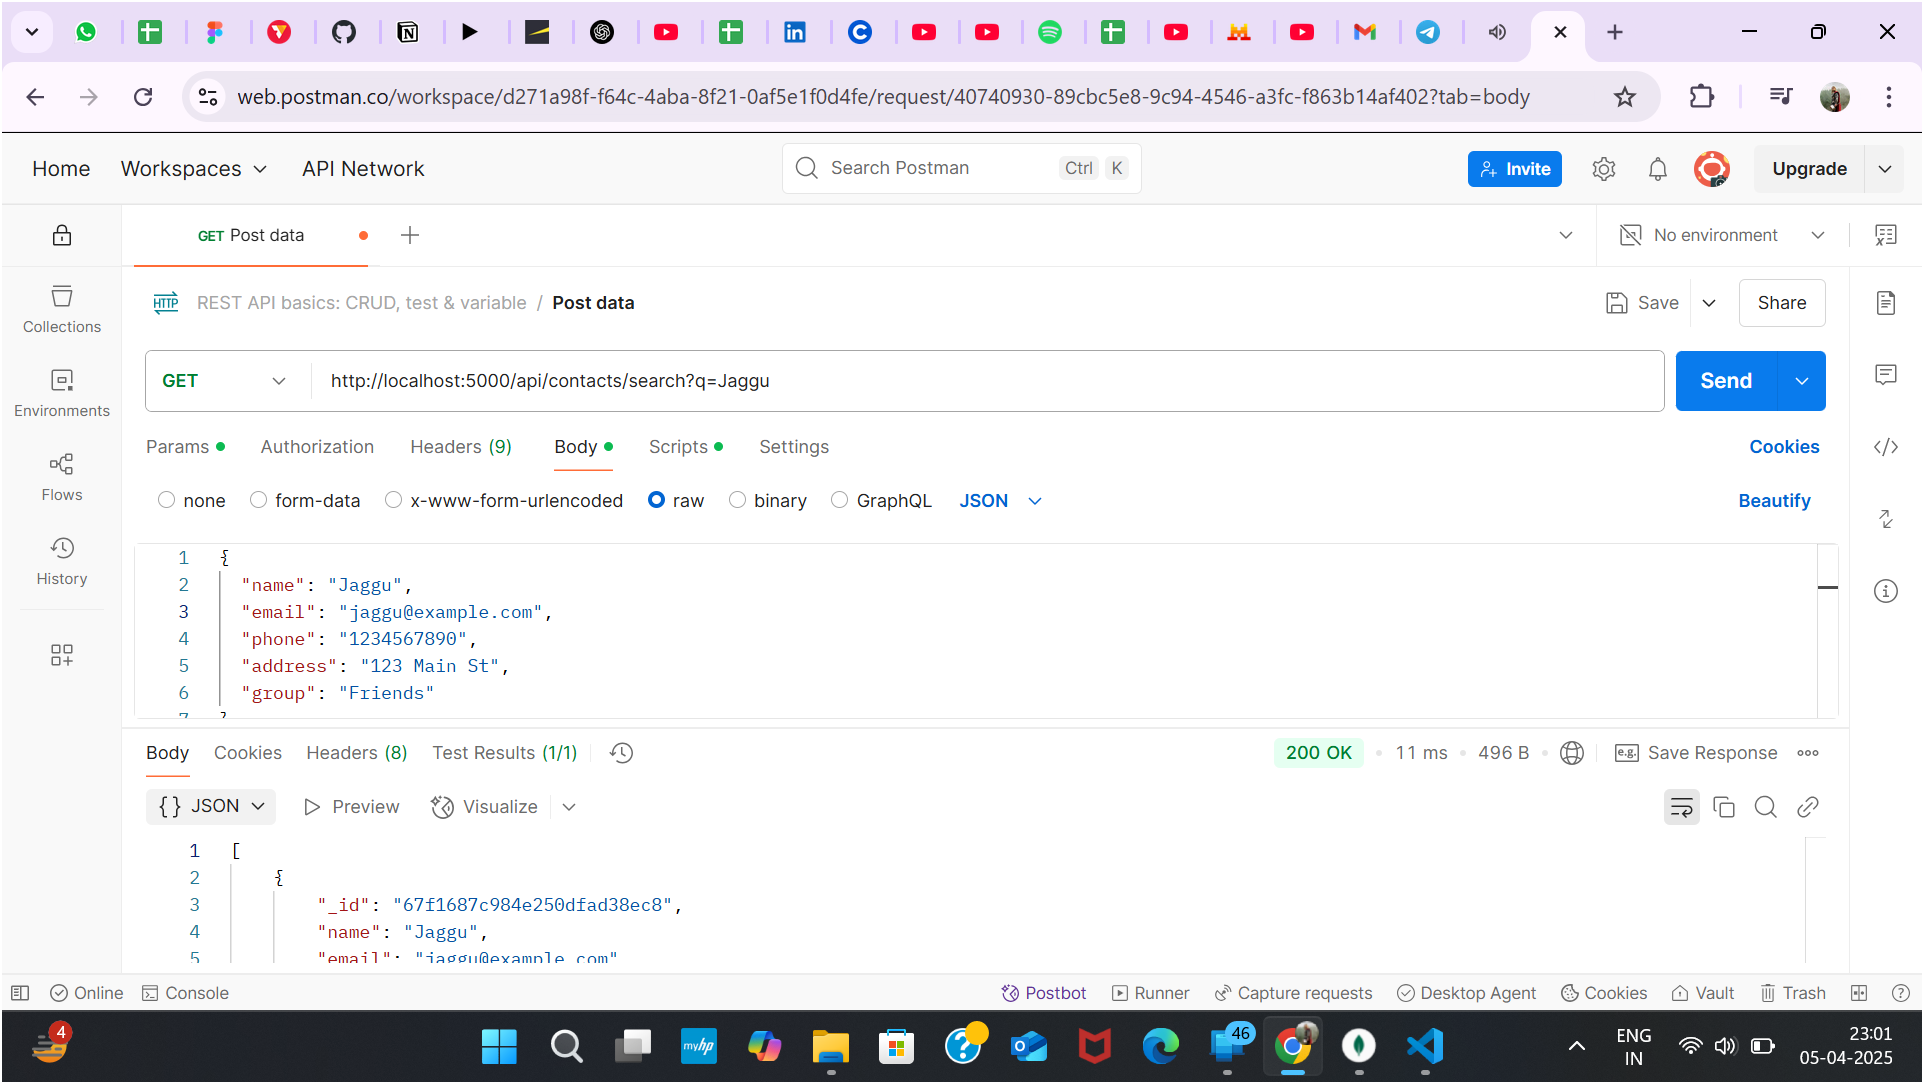 web.postman.co/workspace/d271a98f-f64c-4aba-8f21-0af5e1f0d4fe/request/40740930-89cbc5e8-9c94-4546-a3fc-f863b14af402?tab=body
Home Workspaces API Network Search Postman Ctrl K Invite Upgrade
GET Post data No environment
HTTP REST API basics: CRUD, test & variable / Post data Save Share
Collections
GET http://localhost:5000/api/contacts/search?q=Jaggu Send
Environments
Params Authorization Headers (9) Body Scripts Settings Cookies
Flows
none form-data x-www-form-urlencoded raw binary GraphQL JSON Beautify
History
1 {
2 "name": "Jaggu",
3 "email": "jaggu@example.com",
4 "phone": "1234567890",
5 "address": "123 Main St",
6 "group": "Friends"
7 }
Body Cookies Headers (8) Test Results (1/1) 200 OK 11 ms 496 B e.g. Save Response
{} JSON Preview Visualize
1 [
2 {
3 "_id": "67f1687c984e250dfad38ec8",
4 "name": "Jaggu",
5 "email": "jaggu@example.com"
Online Console Postbot Runner Capture requests Desktop Agent Cookies Vault Trash
4 myhp 46 ENG 23:01
IN 05-04-2025